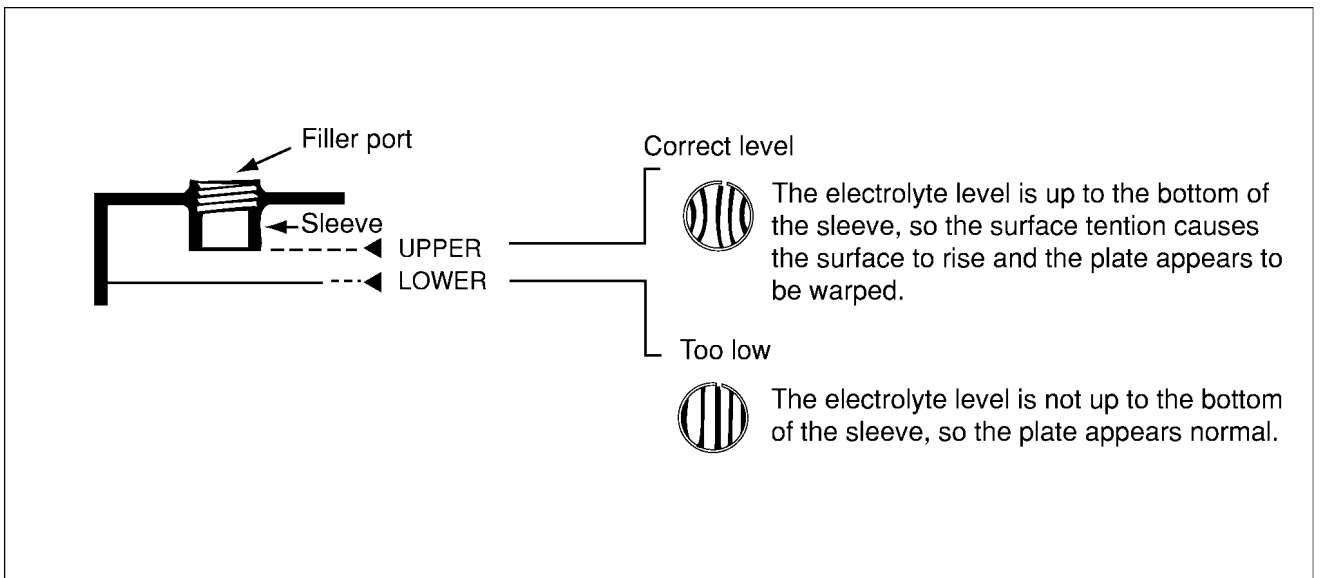 Filler port
Sleeve
UPPER
LOWER
Correct level
The electrolyte level is up to the bottom of
the sleeve, so the surface tention causes
the surface to rise and the plate appears to
be warped.
Too low
The electrolyte level is not up to the bottom
of the sleeve, so the plate appears normal.